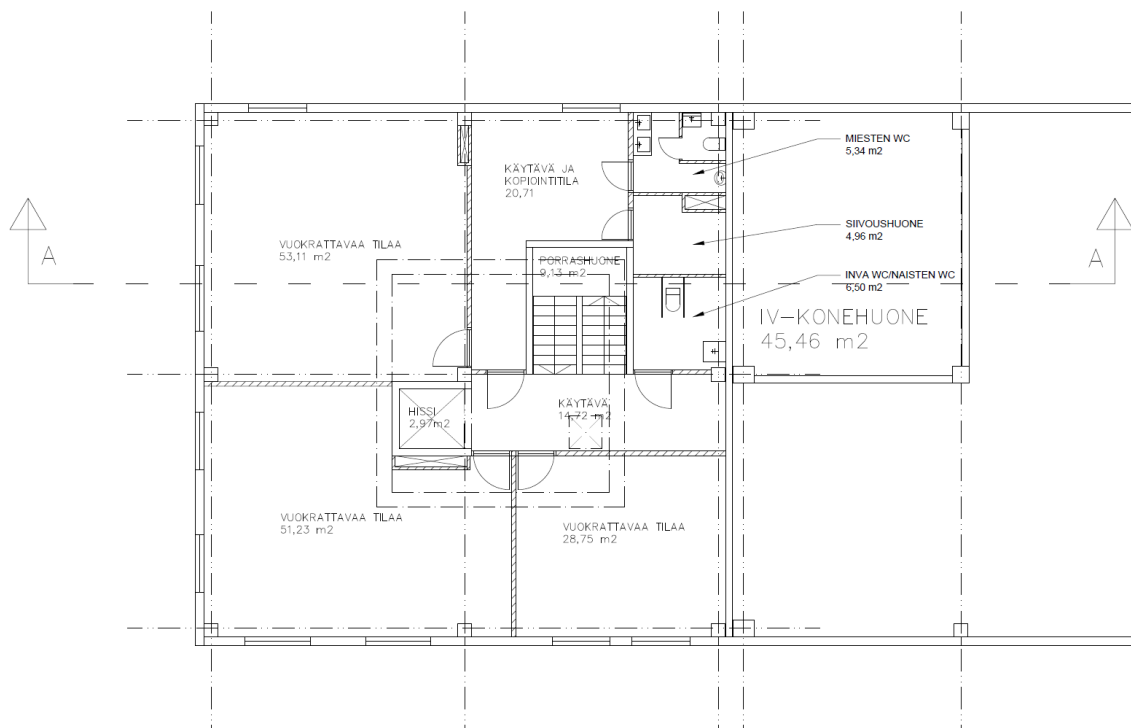 MIESTEN WC
5,34 m2
KÄYTÄVÄ JA
KOPIOINTITILA
20,71
SIIVOUSHUONE
4,96 m2
VUOKRATTAVAA TILAA
53,11 m2
A
A
PORRASHUONE
9,13 m2
INVA WC/NAISTEN WC
6,50 m2
IV-KONEHUONE
45,46 m2
HISSI
2,97m2
KÄYTÄVÄ
14,72 m2
VUOKRATTAVAA TILAA
51,23 m2
VUOKRATTAVAA TILAA
28,75 m2